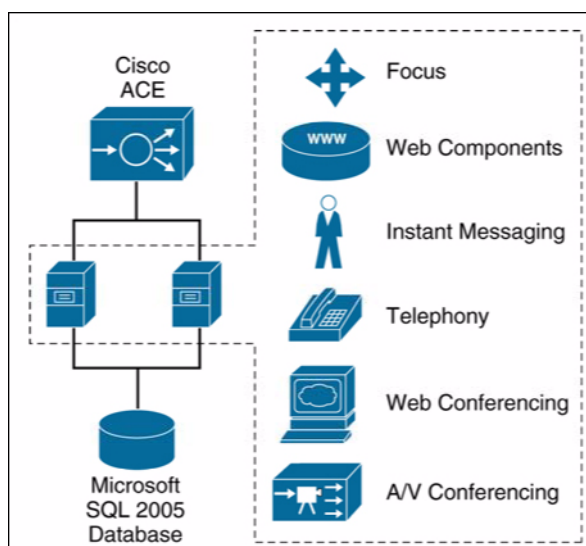 Cisco
ACE
Focus
WWW
Web Components
Instant Messaging
Telephony
Web Conferencing
A/V Conferencing
Microsoft
SQL 2005
Database